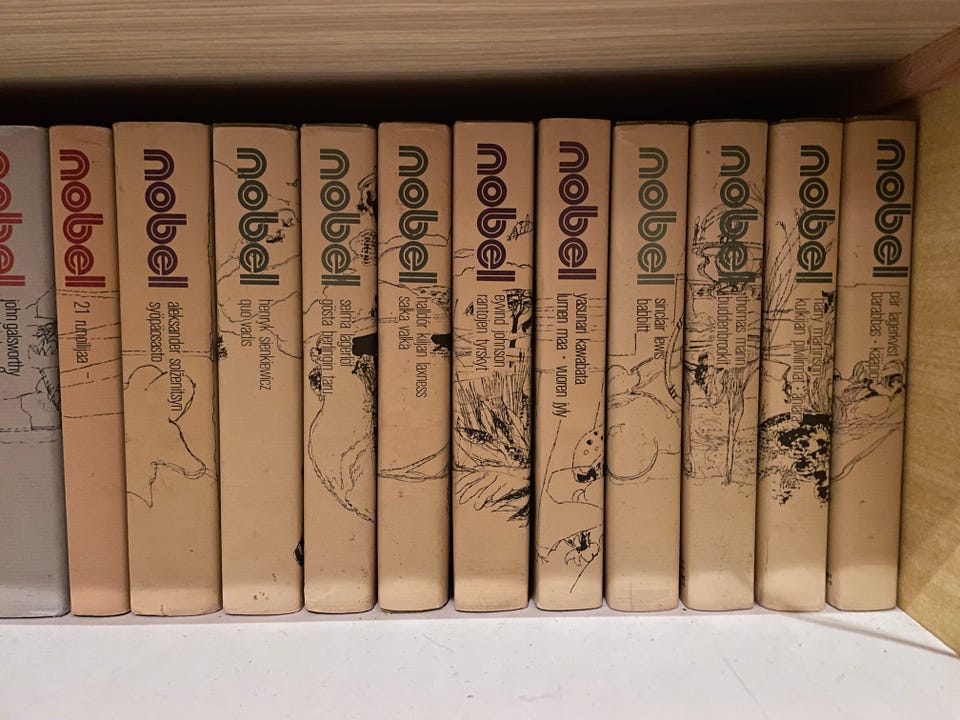 nobel
john galsworthy
nobel
21 runoilijaa –
nobel
aleksander solženitsyn
syöpäosasto
nobel
henryk sienkiewicz
quo vadis
nobel
selma lagerlöf
gösta berlingin taru
nobel
halldór kiljan laxness
salka valka
nobel
eyvind johnson
rantojen tyrskyt
nobel
yasunari kawabata
lumen maa · vuoren jyly
nobel
sinclair lewis
babbitt
nobel
thomas mann
buddenbrookit
nobel
harry martinson
kulkijan pilvinnot
nobel
pär lagerkvist
barabbas · kääpiö